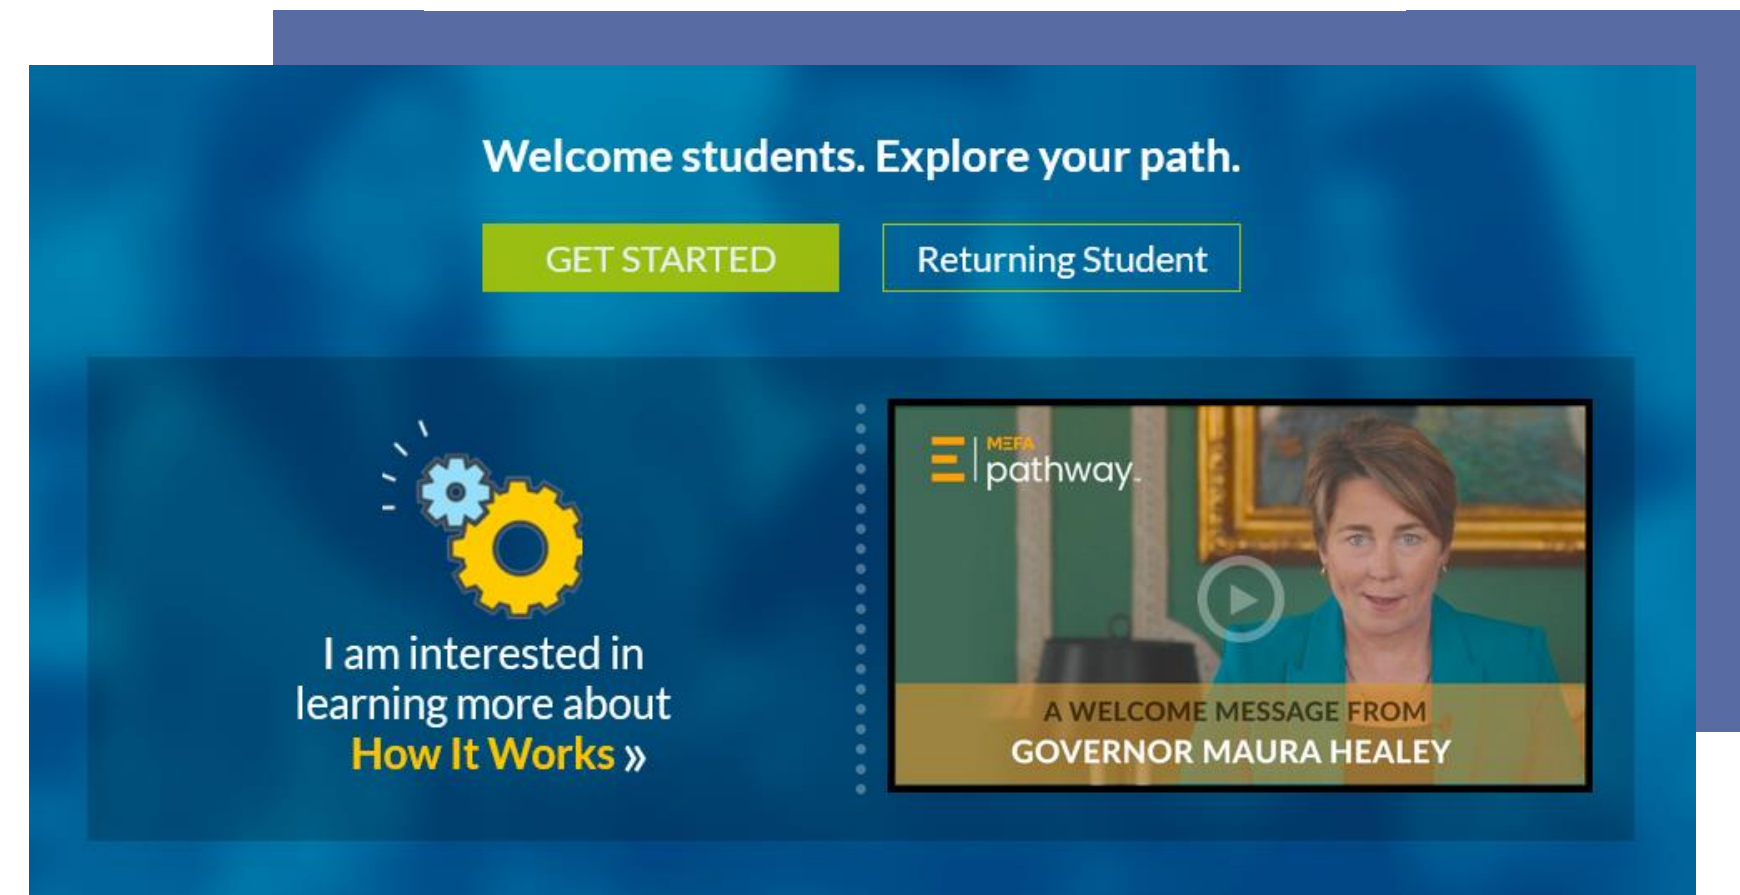 Welcome students. Explore your path.
GET STARTED
Returning Student
I am interested in
learning more about
How It Works »
MEFA
pathway™
A WELCOME MESSAGE FROM
GOVERNOR MAURA HEALEY